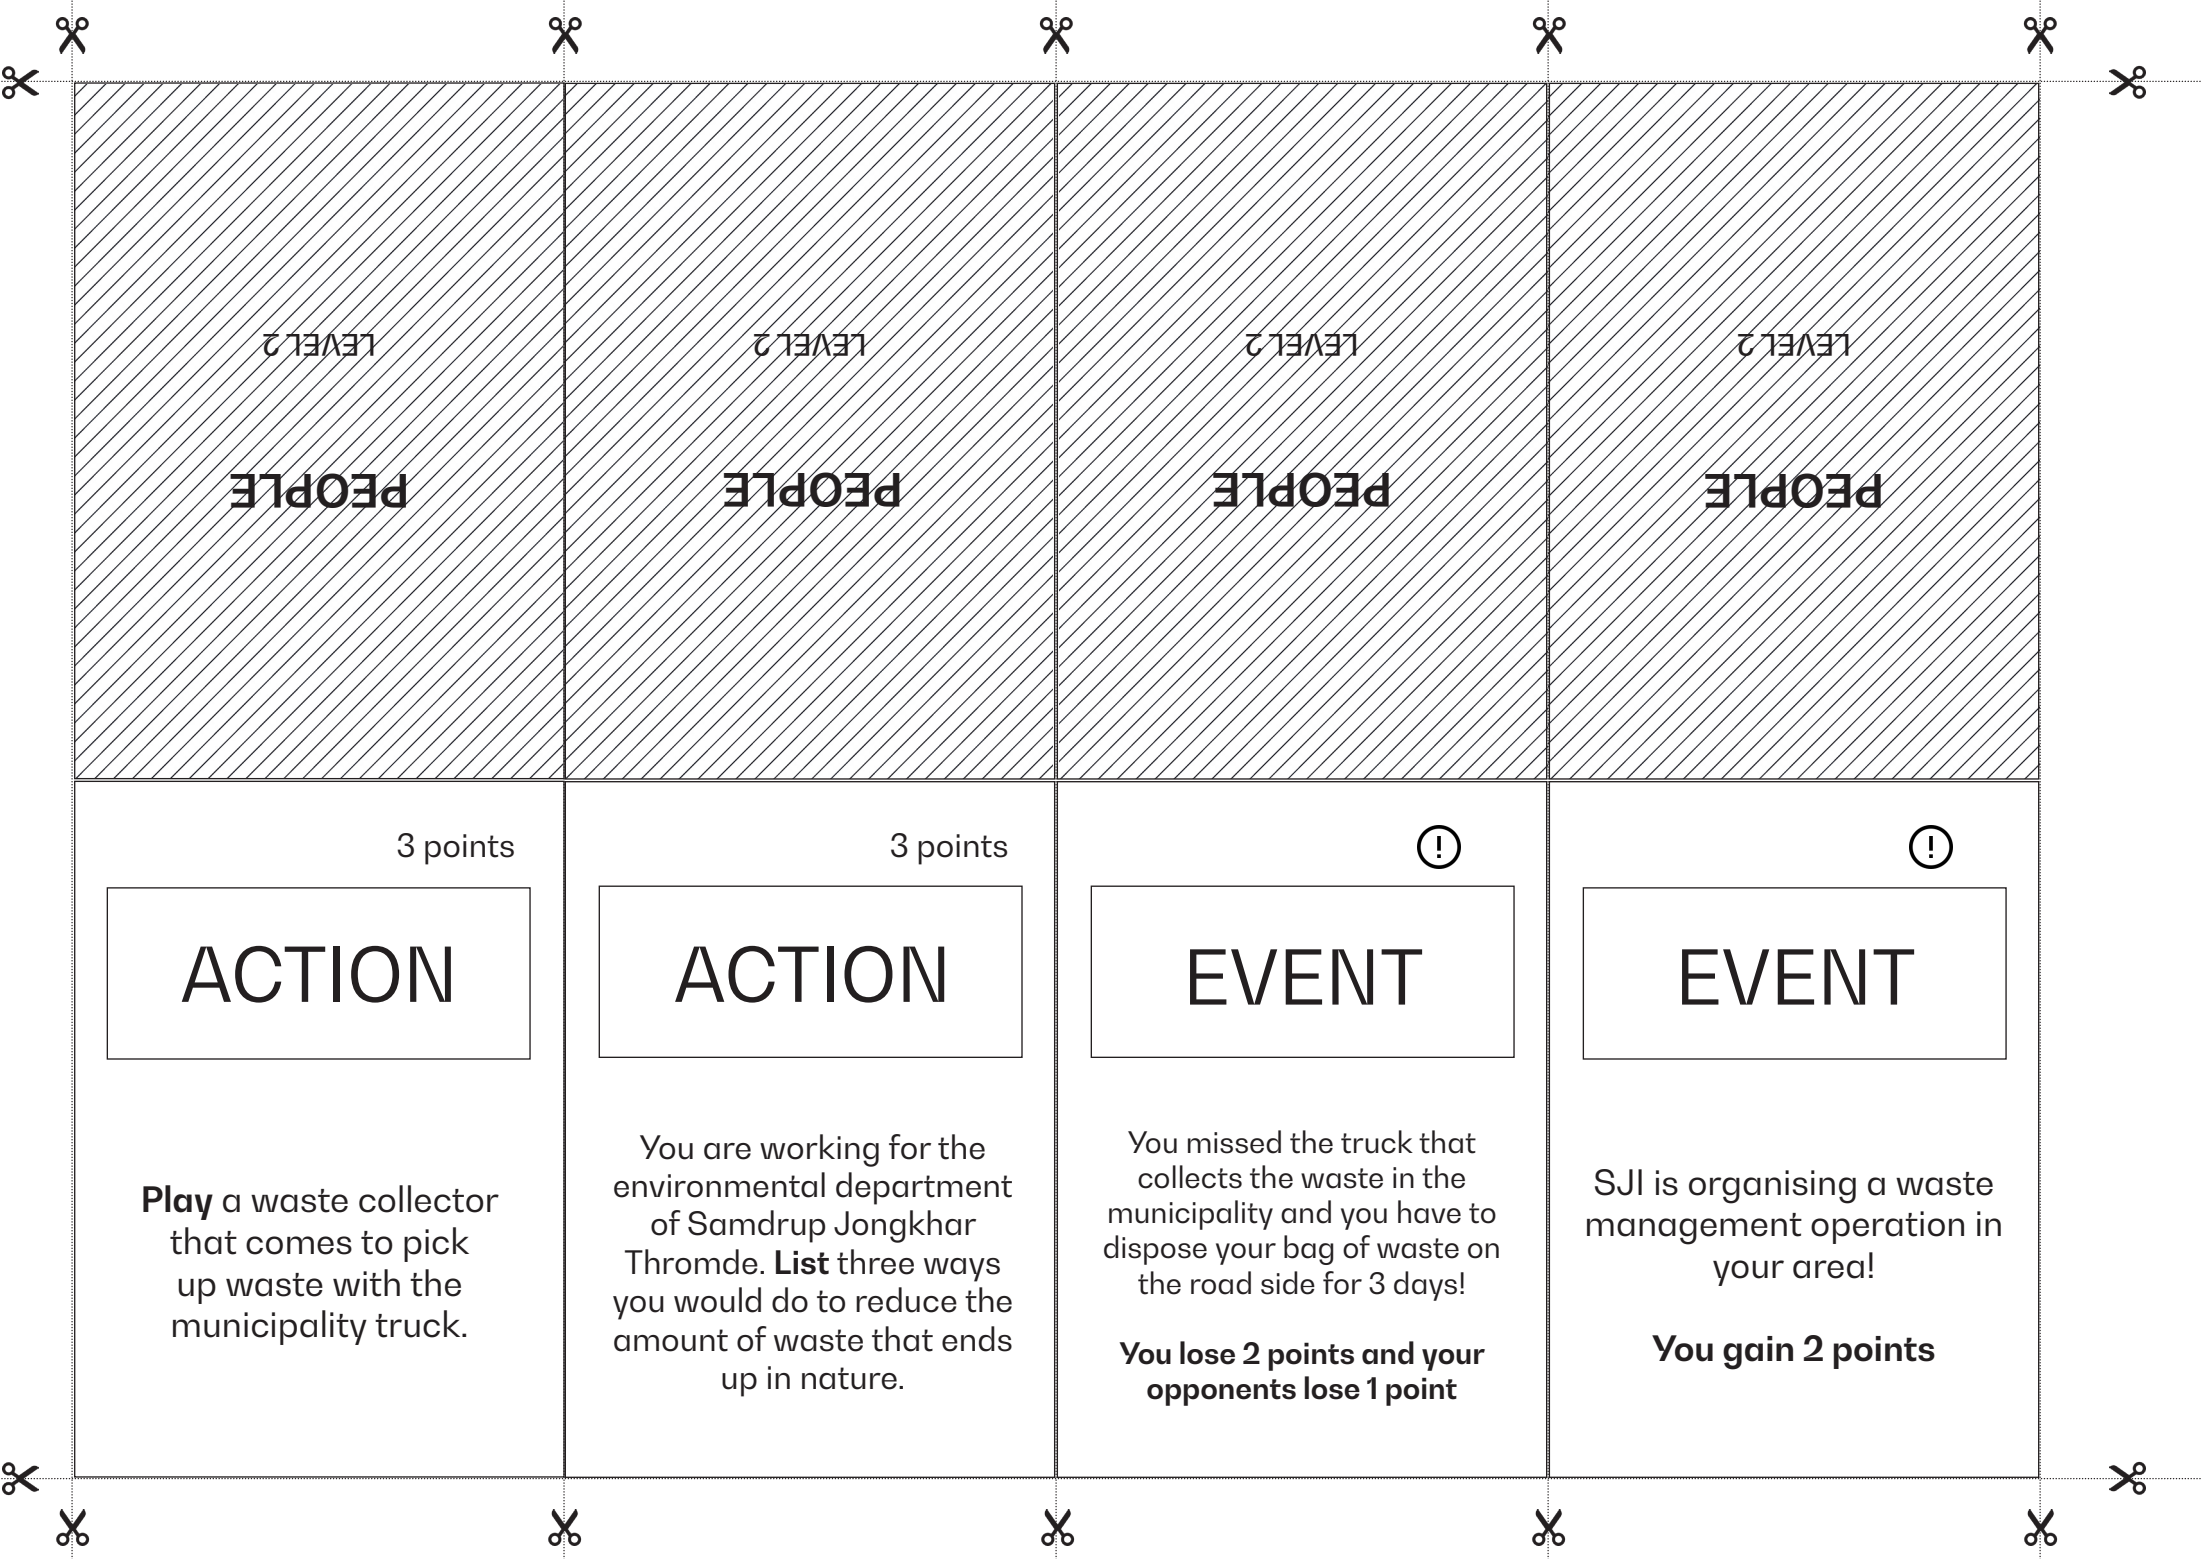 LEVEL 2
PEOPLE
LEVEL 2
PEOPLE
LEVEL 2
PEOPLE
LEVEL 2
PEOPLE
3 points
ACTION
Play a waste collector
that comes to pick
up waste with the
municipality truck.
3 points
ACTION
You are working for the
environmental department
of Samdrup Jongkhar
Thromde. List three ways
you would do to reduce the
amount of waste that ends
up in nature.
!
EVENT
You missed the truck that
collects the waste in the
municipality and you have to
dispose your bag of waste on
the road side for 3 days!
You lose 2 points and your
opponents lose 1 point
!
EVENT
SJI is organising a waste
management operation in
your area!
You gain 2 points